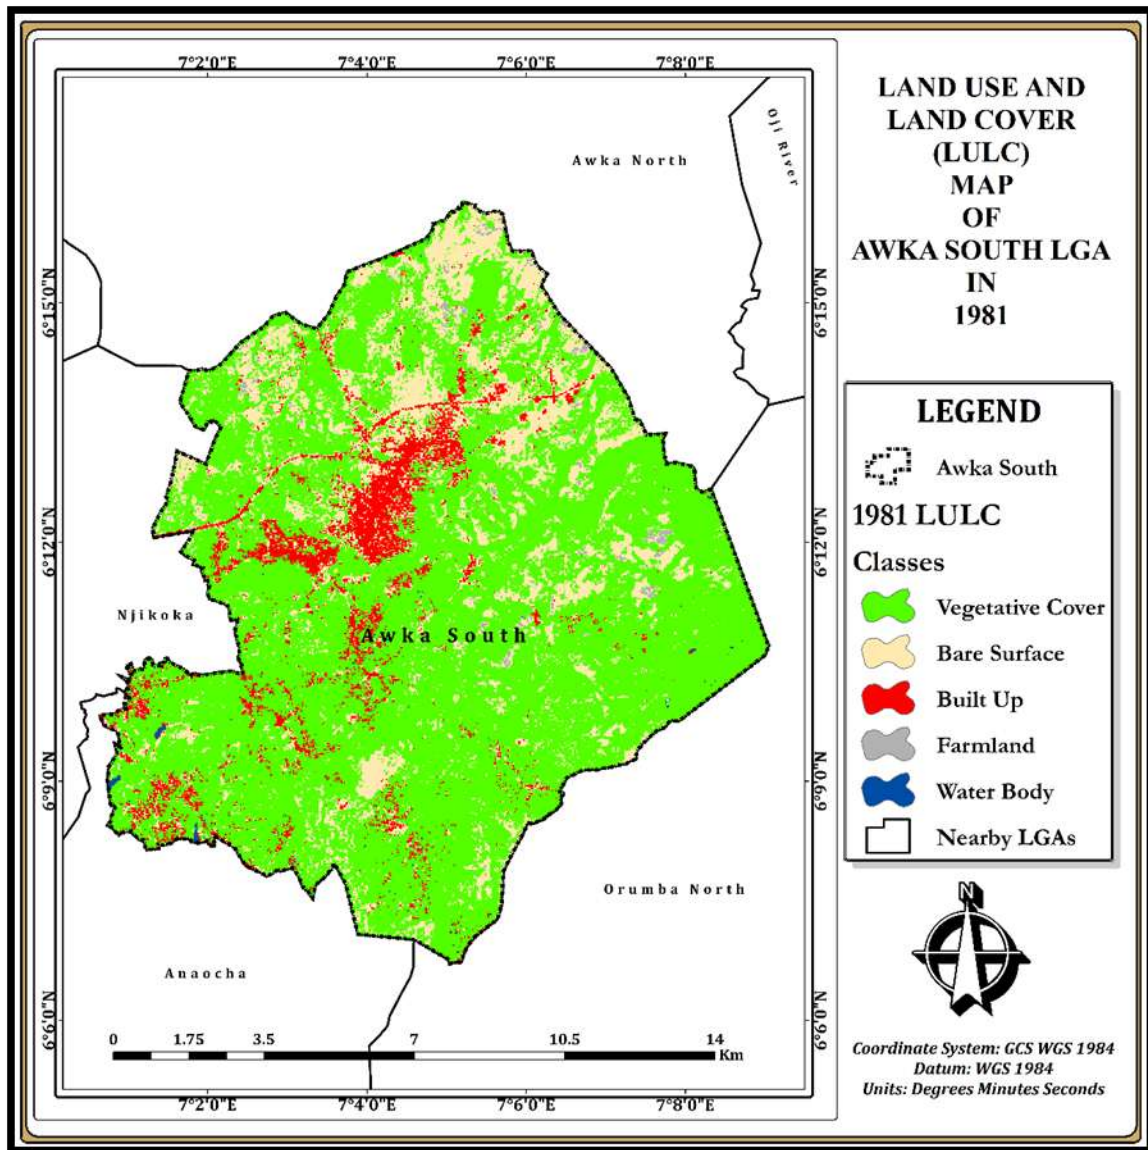 LAND USE AND
LAND COVER
(LULC)
MAP
OF
AWKA SOUTH LGA
IN
1981
7°2'0"E 7°4'0"E 7°6'0"E 7°8'0"E
Oji River
Awka North
6°15'0"N 6°15'0"N
6°12'0"N 6°12'0"N
Njikoka
Awka South
6°9'0"N 6°9'0"N
Orumba North
Anaocha
6°6'0"N 6°6'0"N
0 1.75 3.5 7 10.5 14
Km
7°2'0"E 7°4'0"E 7°6'0"E 7°8'0"E
LEGEND
Awka South
1981 LULC
Classes
Vegetative Cover
Bare Surface
Built Up
Farmland
Water Body
Nearby LGAs
N
Coordinate System: GCS WGS 1984
Datum: WGS 1984
Units: Degrees Minutes Seconds